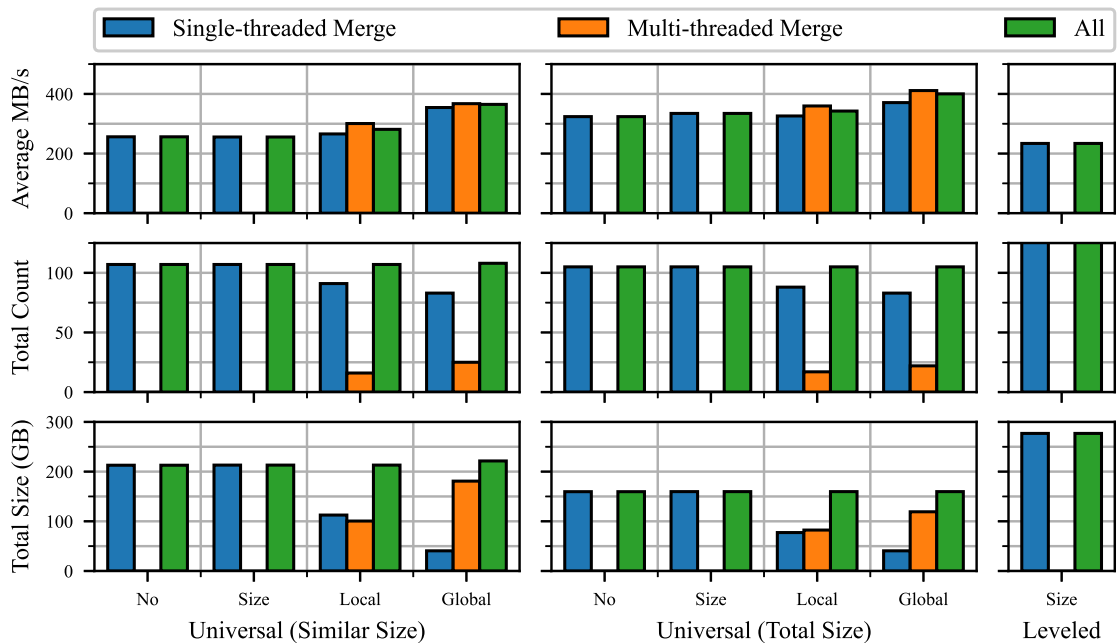 Single-threaded Merge Multi-threaded Merge All
Average MB/s
400
200
0
Total Count
100
50
0
Total Size (GB)
300
200
100
0
No Size Local Global No Size Local Global Size
Universal (Similar Size) Universal (Total Size) Leveled